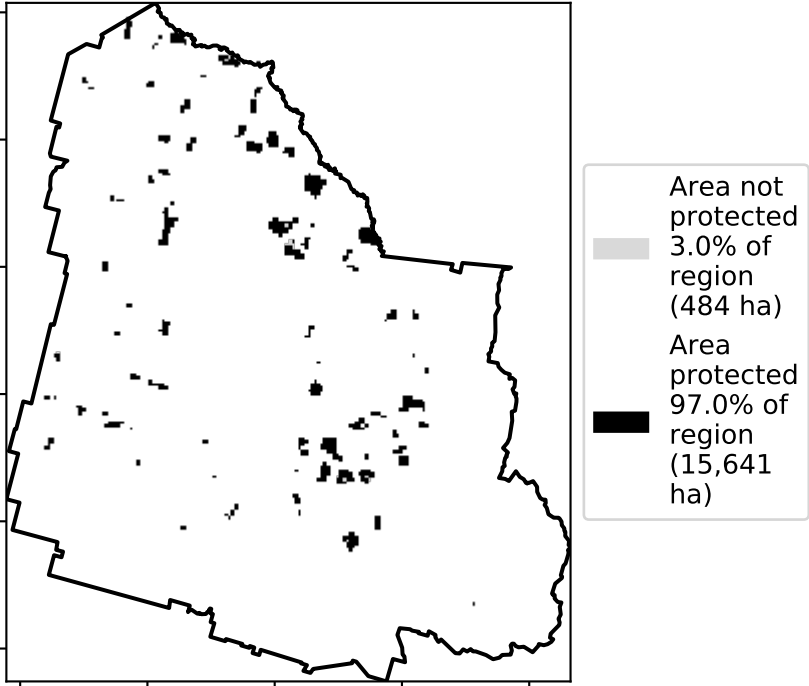 Area not
protected
3.0% of
region
(484 ha)
Area
protected
97.0% of
region
(15,641
ha)